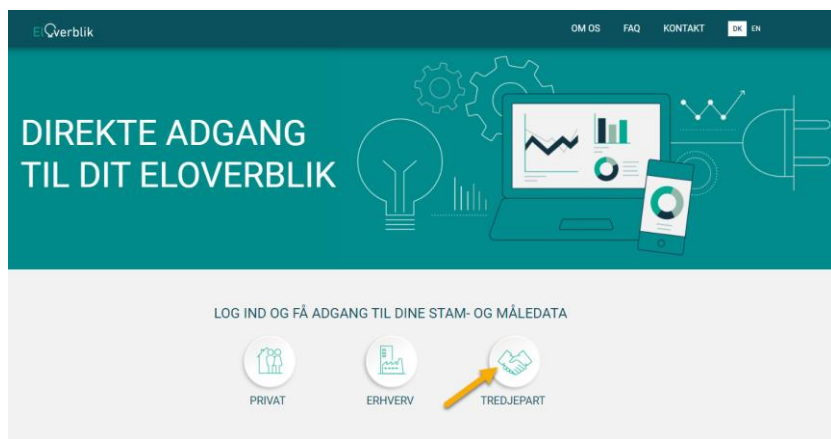 ElOverblik
OM OS FAQ KONTAKT DK EN
DIREKTE ADGANG
TIL DIT ELOVERBLIK
LOG IND OG FÅ ADGANG TIL DINE STAM- OG MÅLEDATA
PRIVAT ERHVERV TREDJEPART